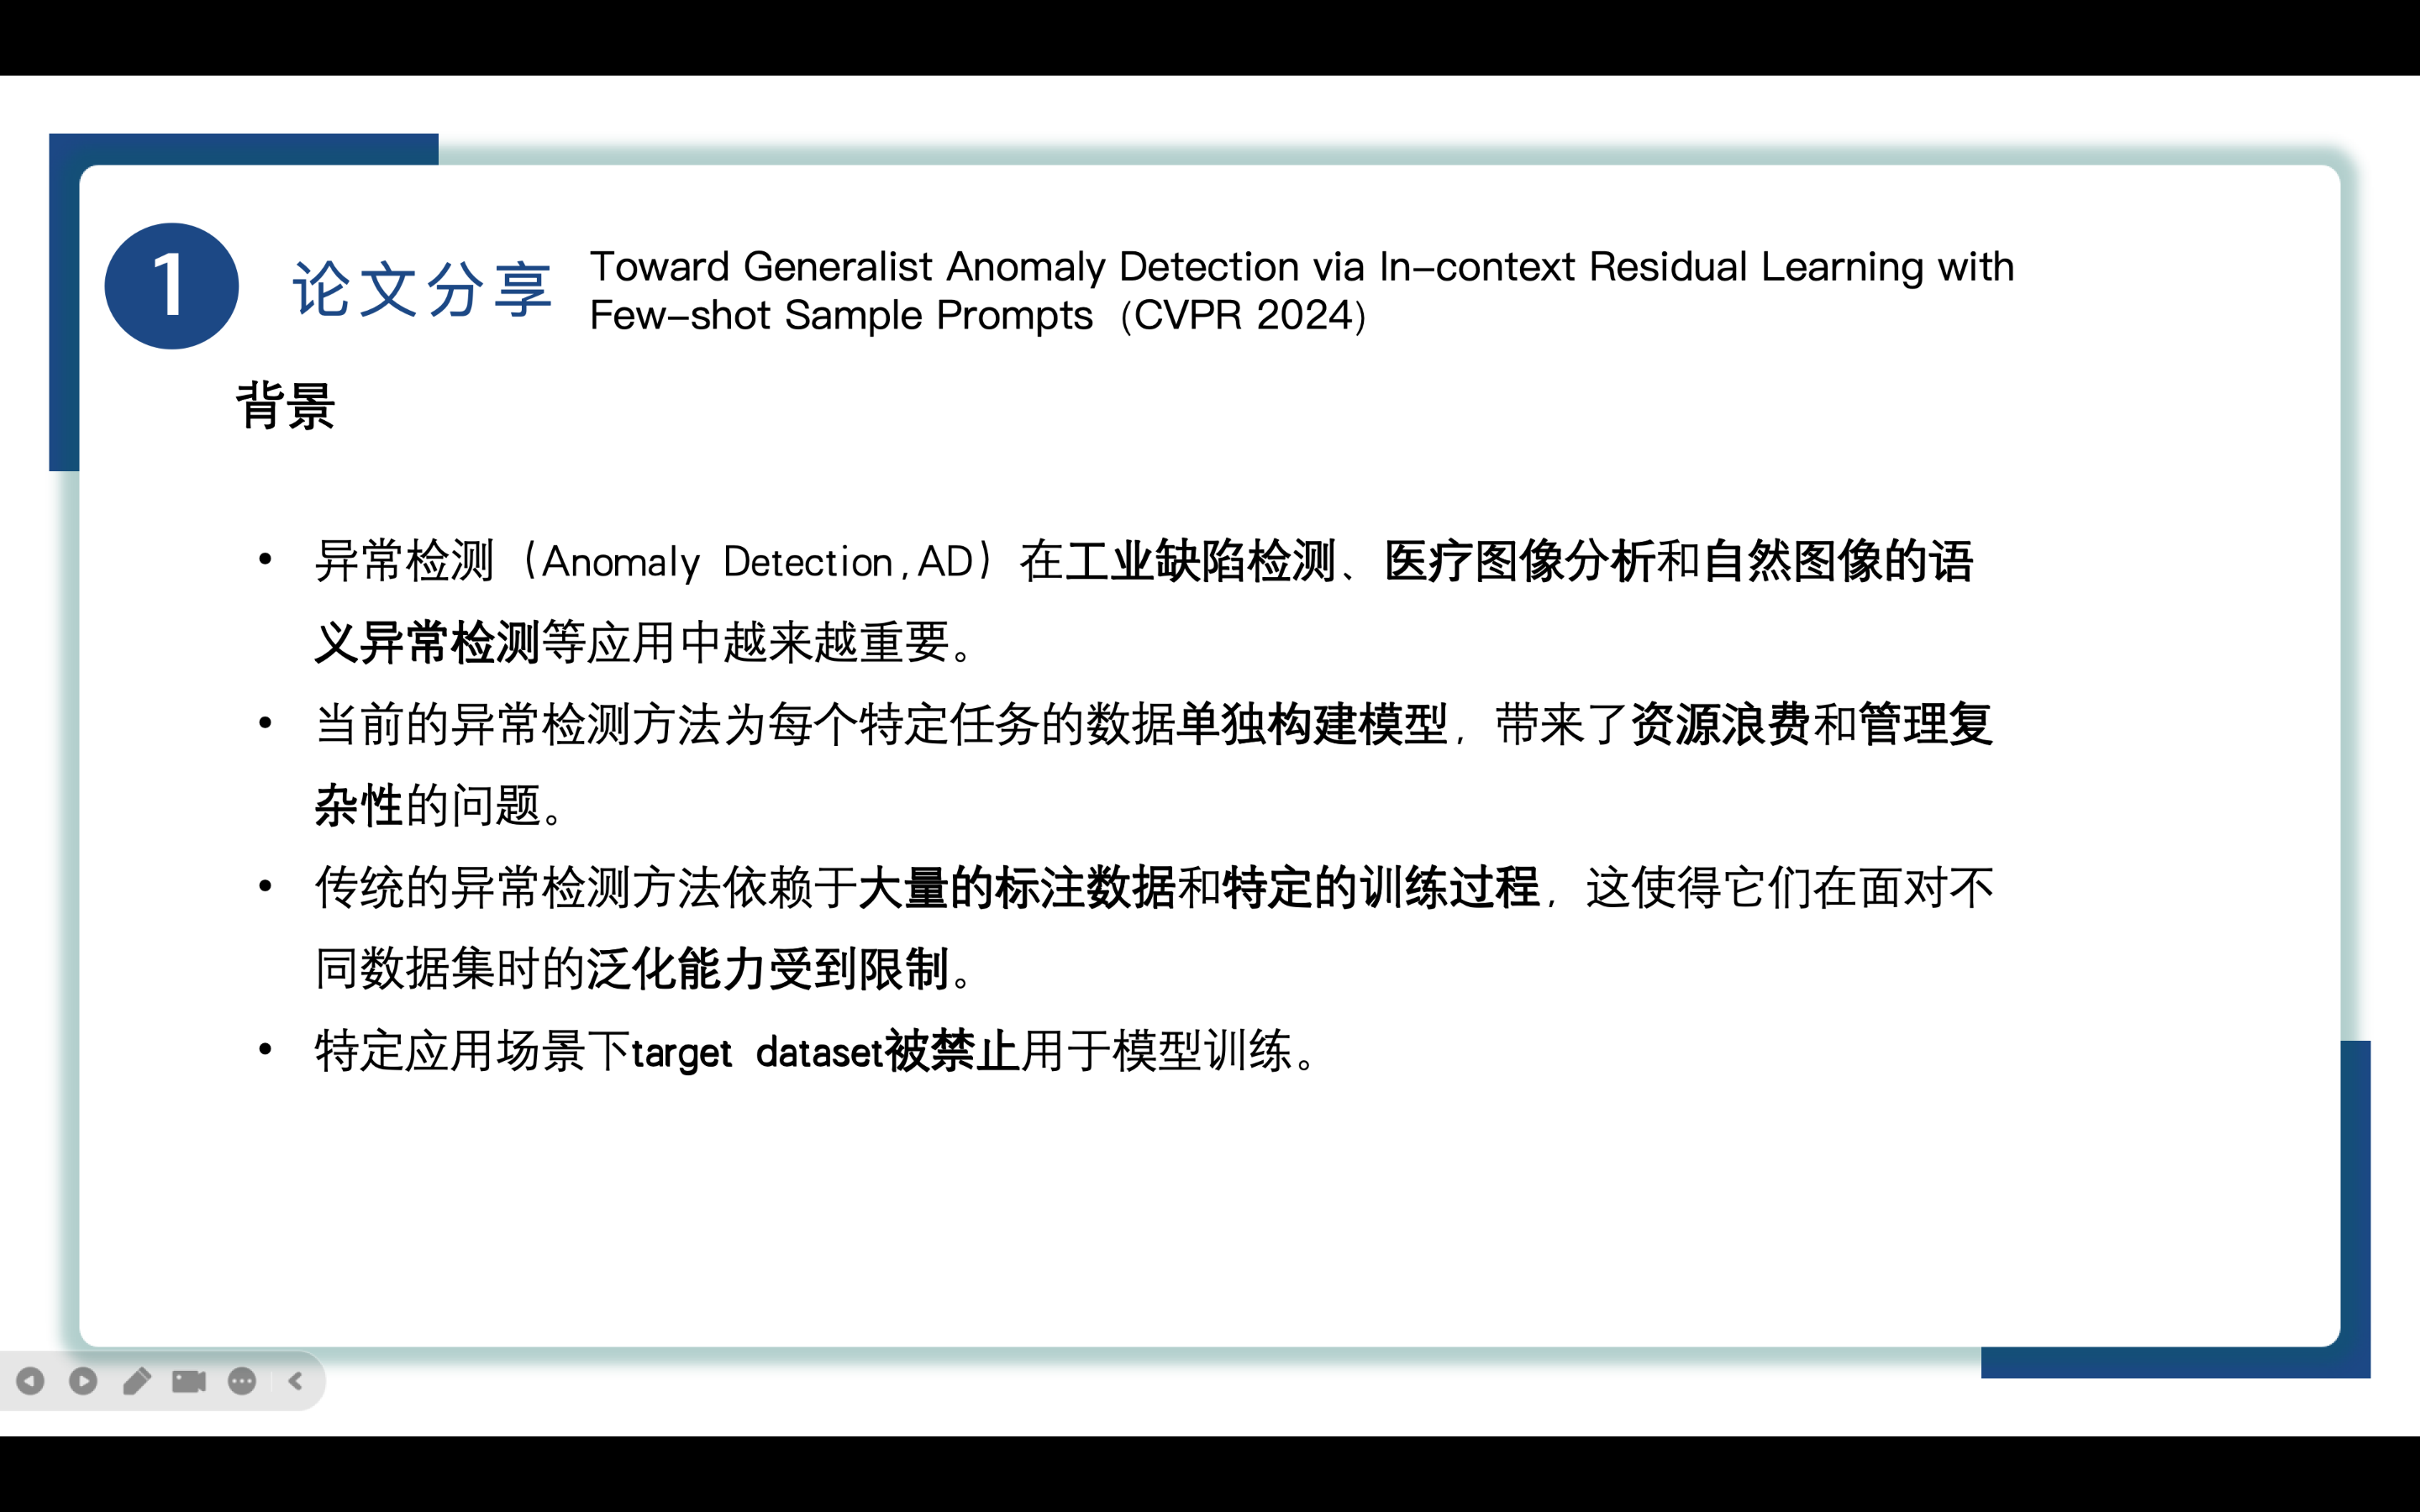 1
论文分享
Toward Generalist Anomaly Detection via In-context Residual Learning with
Few-shot Sample Prompts（CVPR 2024）
背景
• 异常检测（Anomaly Detection,AD）在工业缺陷检测、医疗图像分析和自然图像的语
义异常检测等应用中越来越重要。
• 当前的异常检测方法为每个特定任务的数据单独构建模型，带来了资源浪费和管理复
杂性的问题。
• 传统的异常检测方法依赖于大量的标注数据和特定的训练过程，这使得它们在面对不
同数据集时的泛化能力受到限制。
• 特定应用场景下target dataset被禁止用于模型训练。